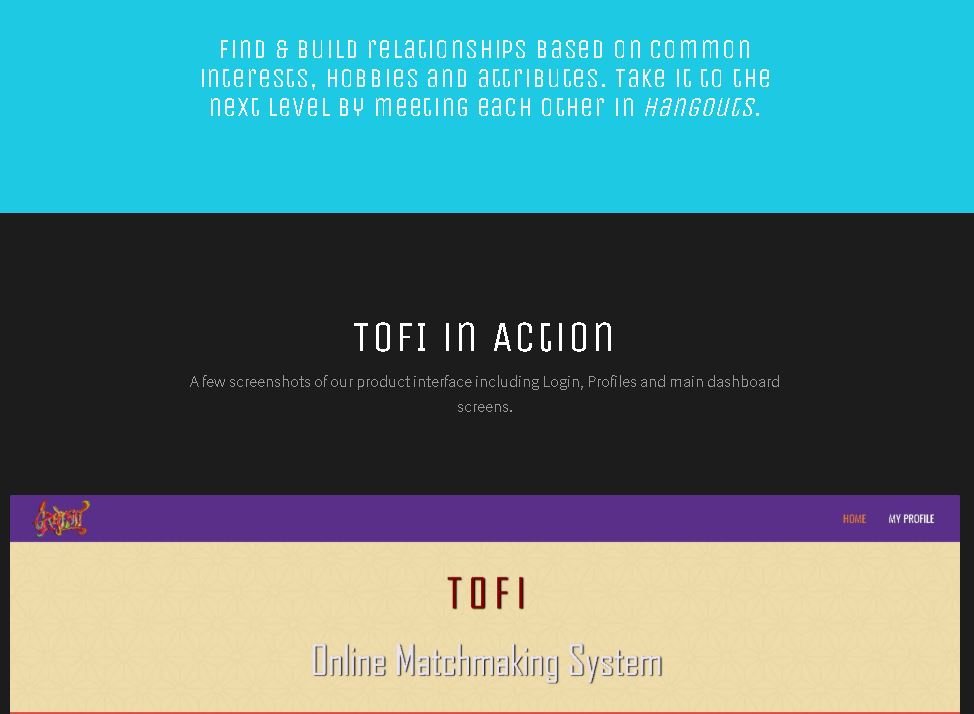 Find & build relationships based on common
interests, hobbies and attributes. Take it to the
next level by meeting each other in Hangouts.
TOFI in Action
A few screenshots of our product interface including Login, Profiles and main dashboard
screens.
HOME MY PROFILE
TOFI
Online Matchmaking System